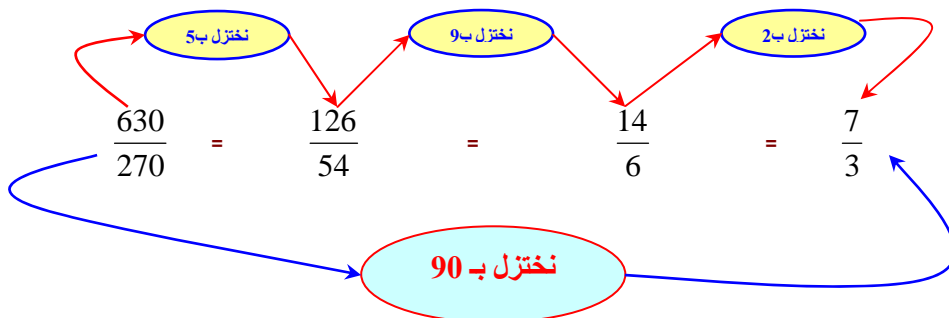 نختزل ب5 نختزل ب9 نختزل ب2
630/270 = 126/54 = 14/6 = 7/3
نختزل بـ 90